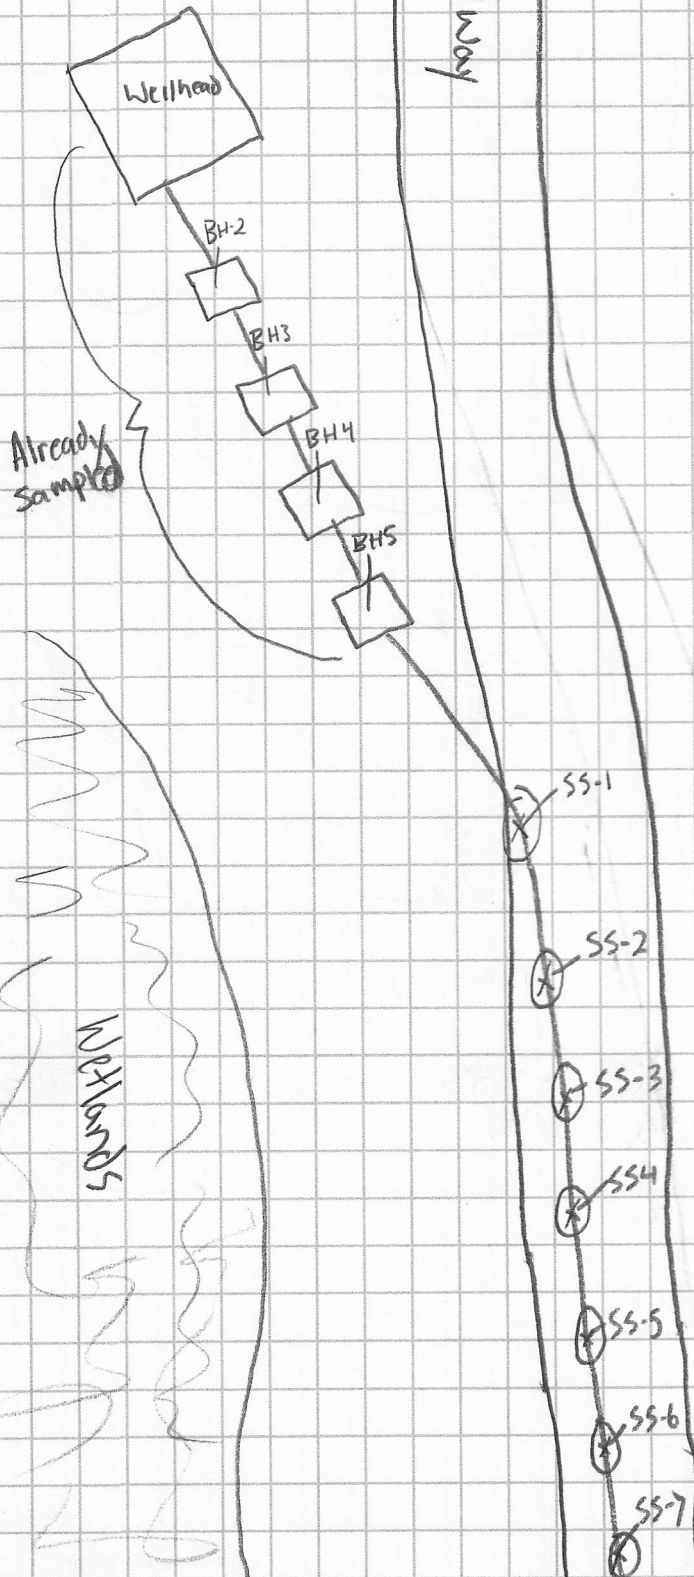 Way
Wellhead
BH-2
BH3
BH4
Already
sampled
BH5
SS-1
SS-2
SS-3
SS4
Wetlands
SS-5
SS-6
SS-7